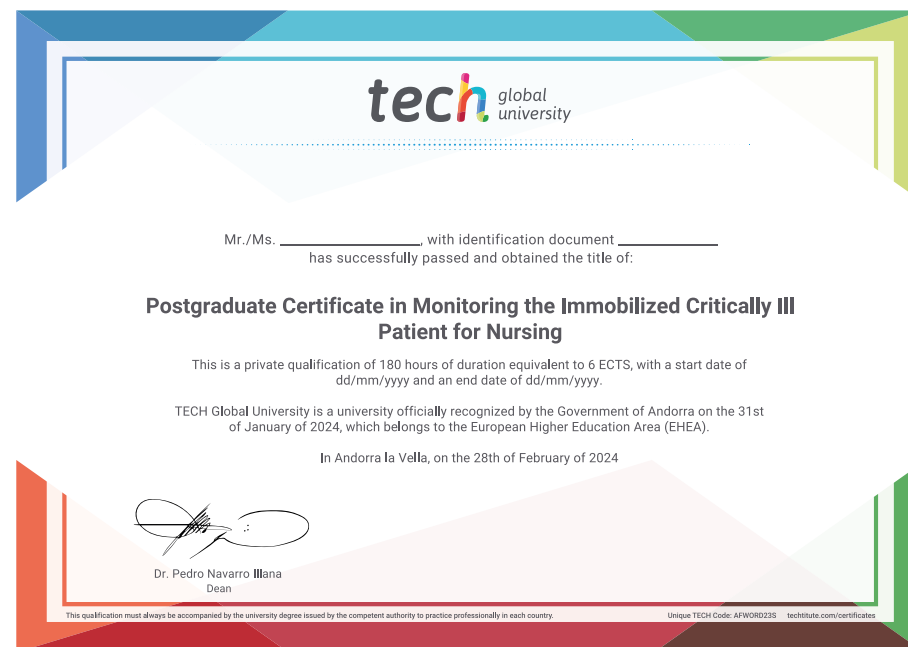 tech global university
Mr./Ms. ____________, with identification document ____________
has successfully passed and obtained the title of:
Postgraduate Certificate in Monitoring the Immobilized Critically Ill
Patient for Nursing
This is a private qualification of 180 hours of duration equivalent to 6 ECTS, with a start date of
dd/mm/yyyy and an end date of dd/mm/yyyy.
TECH Global University is a university officially recognized by the Government of Andorra on the 31st
of January of 2024, which belongs to the European Higher Education Area (EHEA).
In Andorra la Vella, on the 28th of February of 2024
Dr. Pedro Navarro Illana
Dean
This qualification must always be accompanied by the university degree issued by the competent authority to practice professionally in each country.
Unique TECH Code: AFWORD23S techtitute.com/certificates